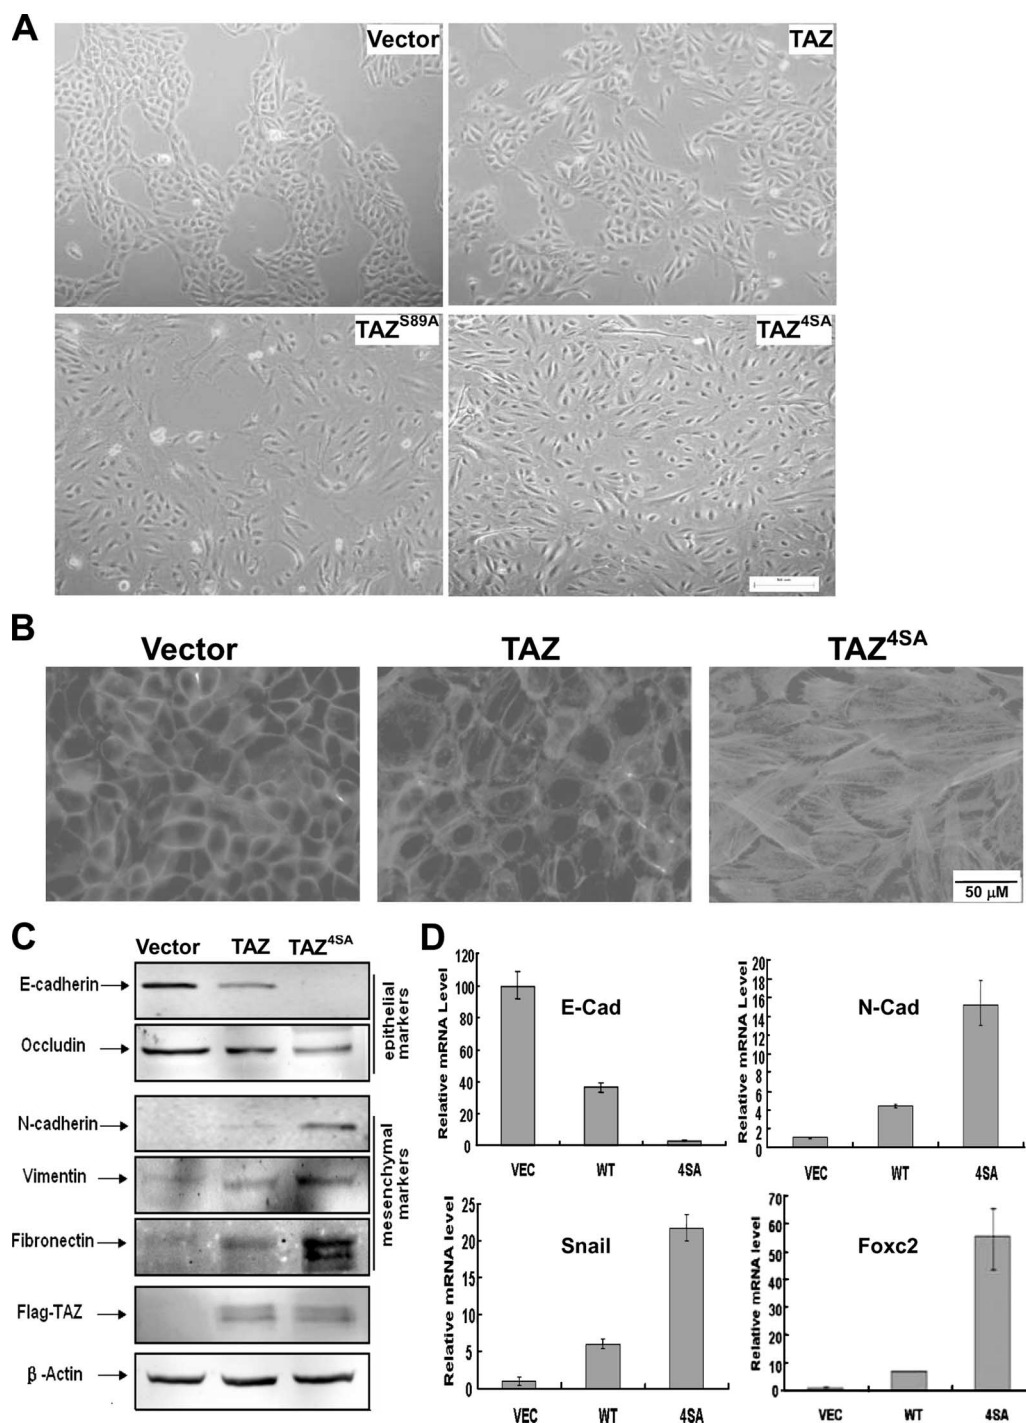 A
Vector
TAZ
TAZS89A
TAZ4SA
B
Vector
TAZ
TAZ4SA
50 μM
C
Vector TAZ TAZ4SA
E-cadherin
Occludin
epithelial markers
N-cadherin
Vimentin
Fibronectin
mesenchymal markers
Flag-TAZ
β-Actin
D
Relative mRNA Level
120
100
80
60
40
20
0
E-Cad
VEC WT 4SA
Relative mRNA Level
20
18
16
14
12
10
8
6
4
2
0
N-Cad
VEC WT 4SA
Relative mRNA level
25
20
15
10
5
0
Snail
VEC WT 4SA
Relative mRNA level
70
60
50
40
30
20
10
0
Foxc2
VEC WT 4SA